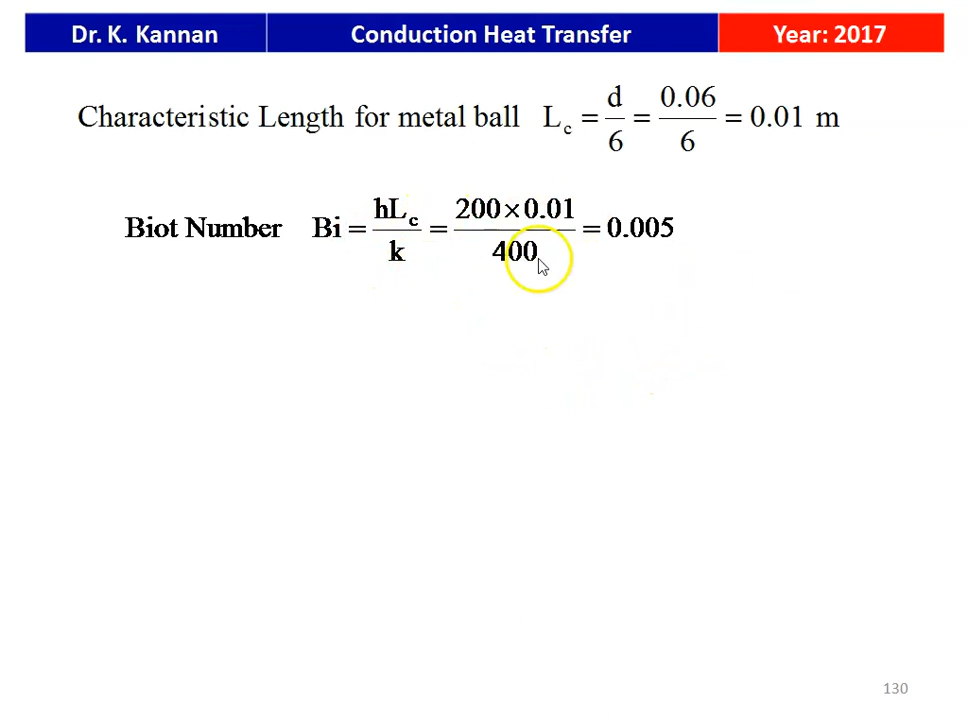 Dr. K. Kannan Conduction Heat Transfer Year: 2017
Characteristic Length for metal ball L_c = d/6 = 0.06/6 = 0.01 m
Biot Number Bi = hL_c/k = 200×0.01/400 = 0.005
130